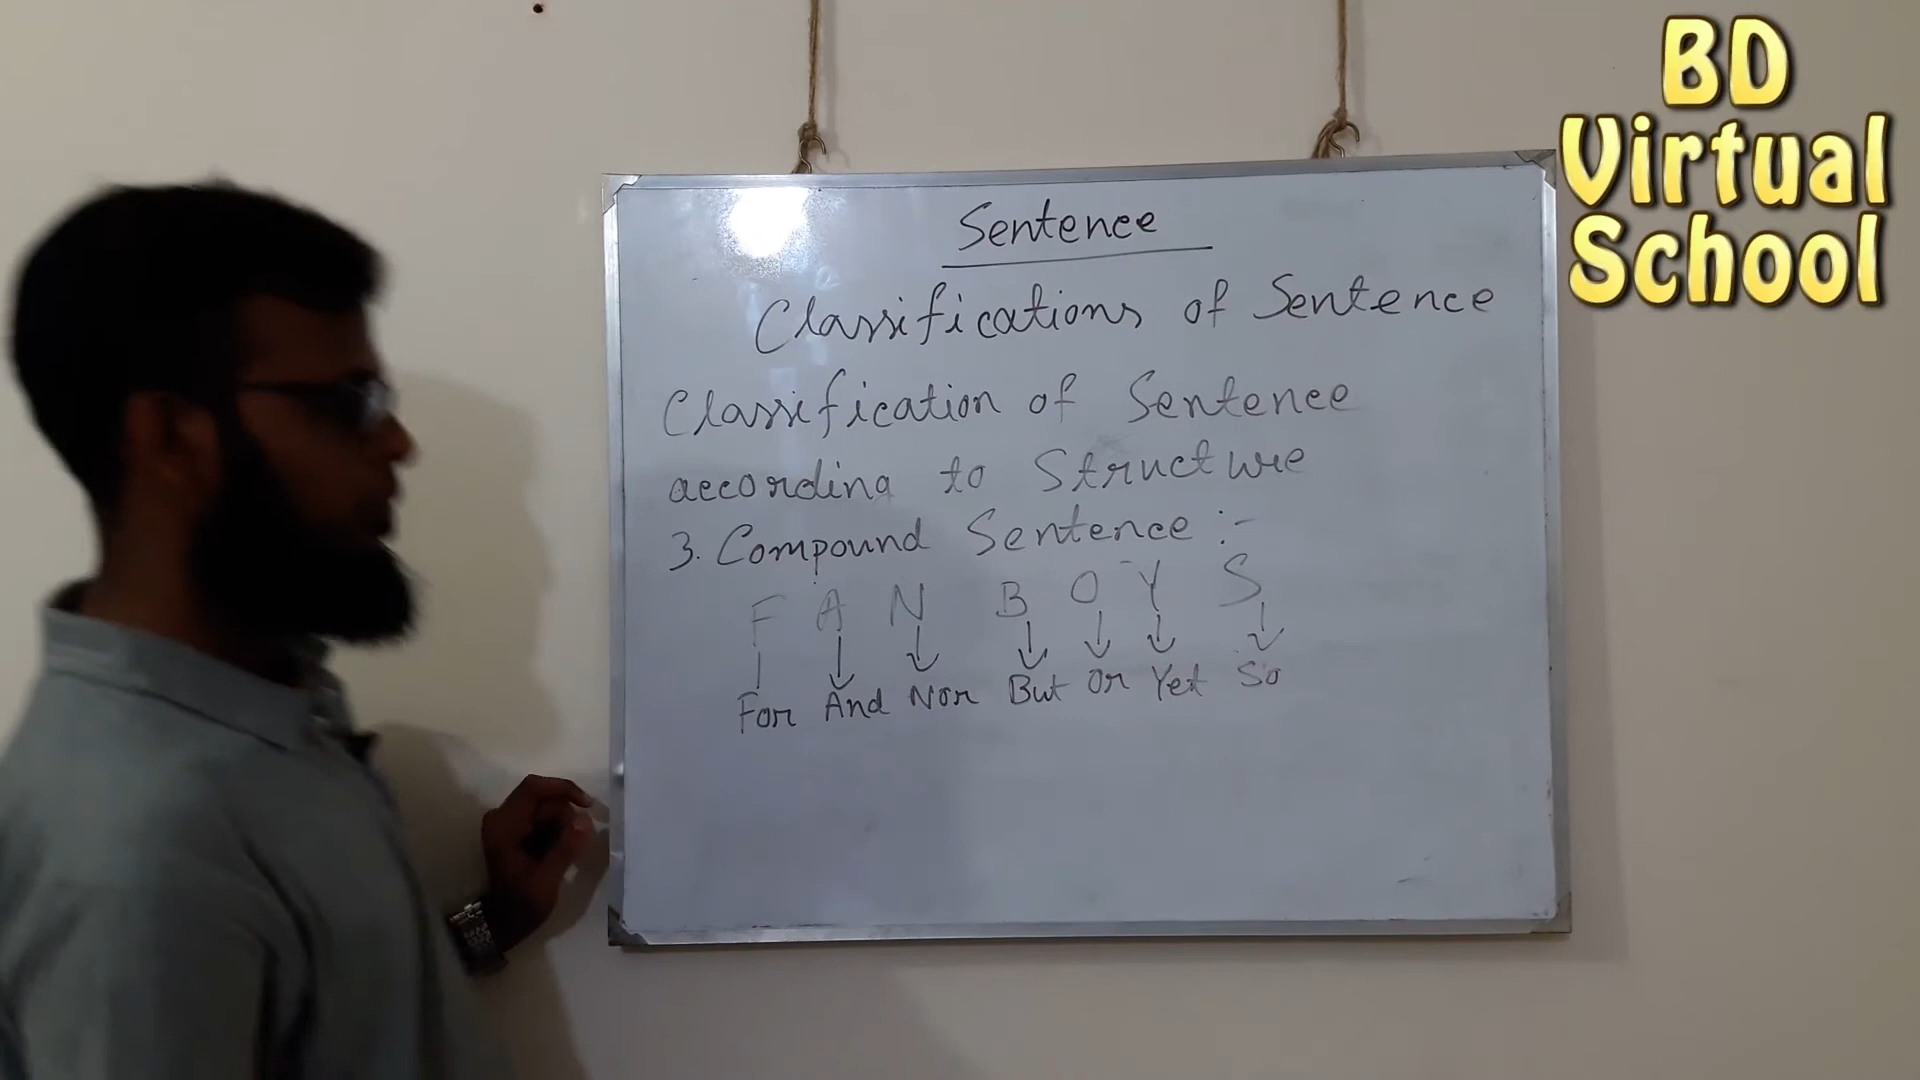 BD
Virtual
School
Sentence
Classifications of Sentence
Classification of Sentence
according to Structure
3. Compound Sentence :-
F A N B O Y S
For And Nor But Or Yet So